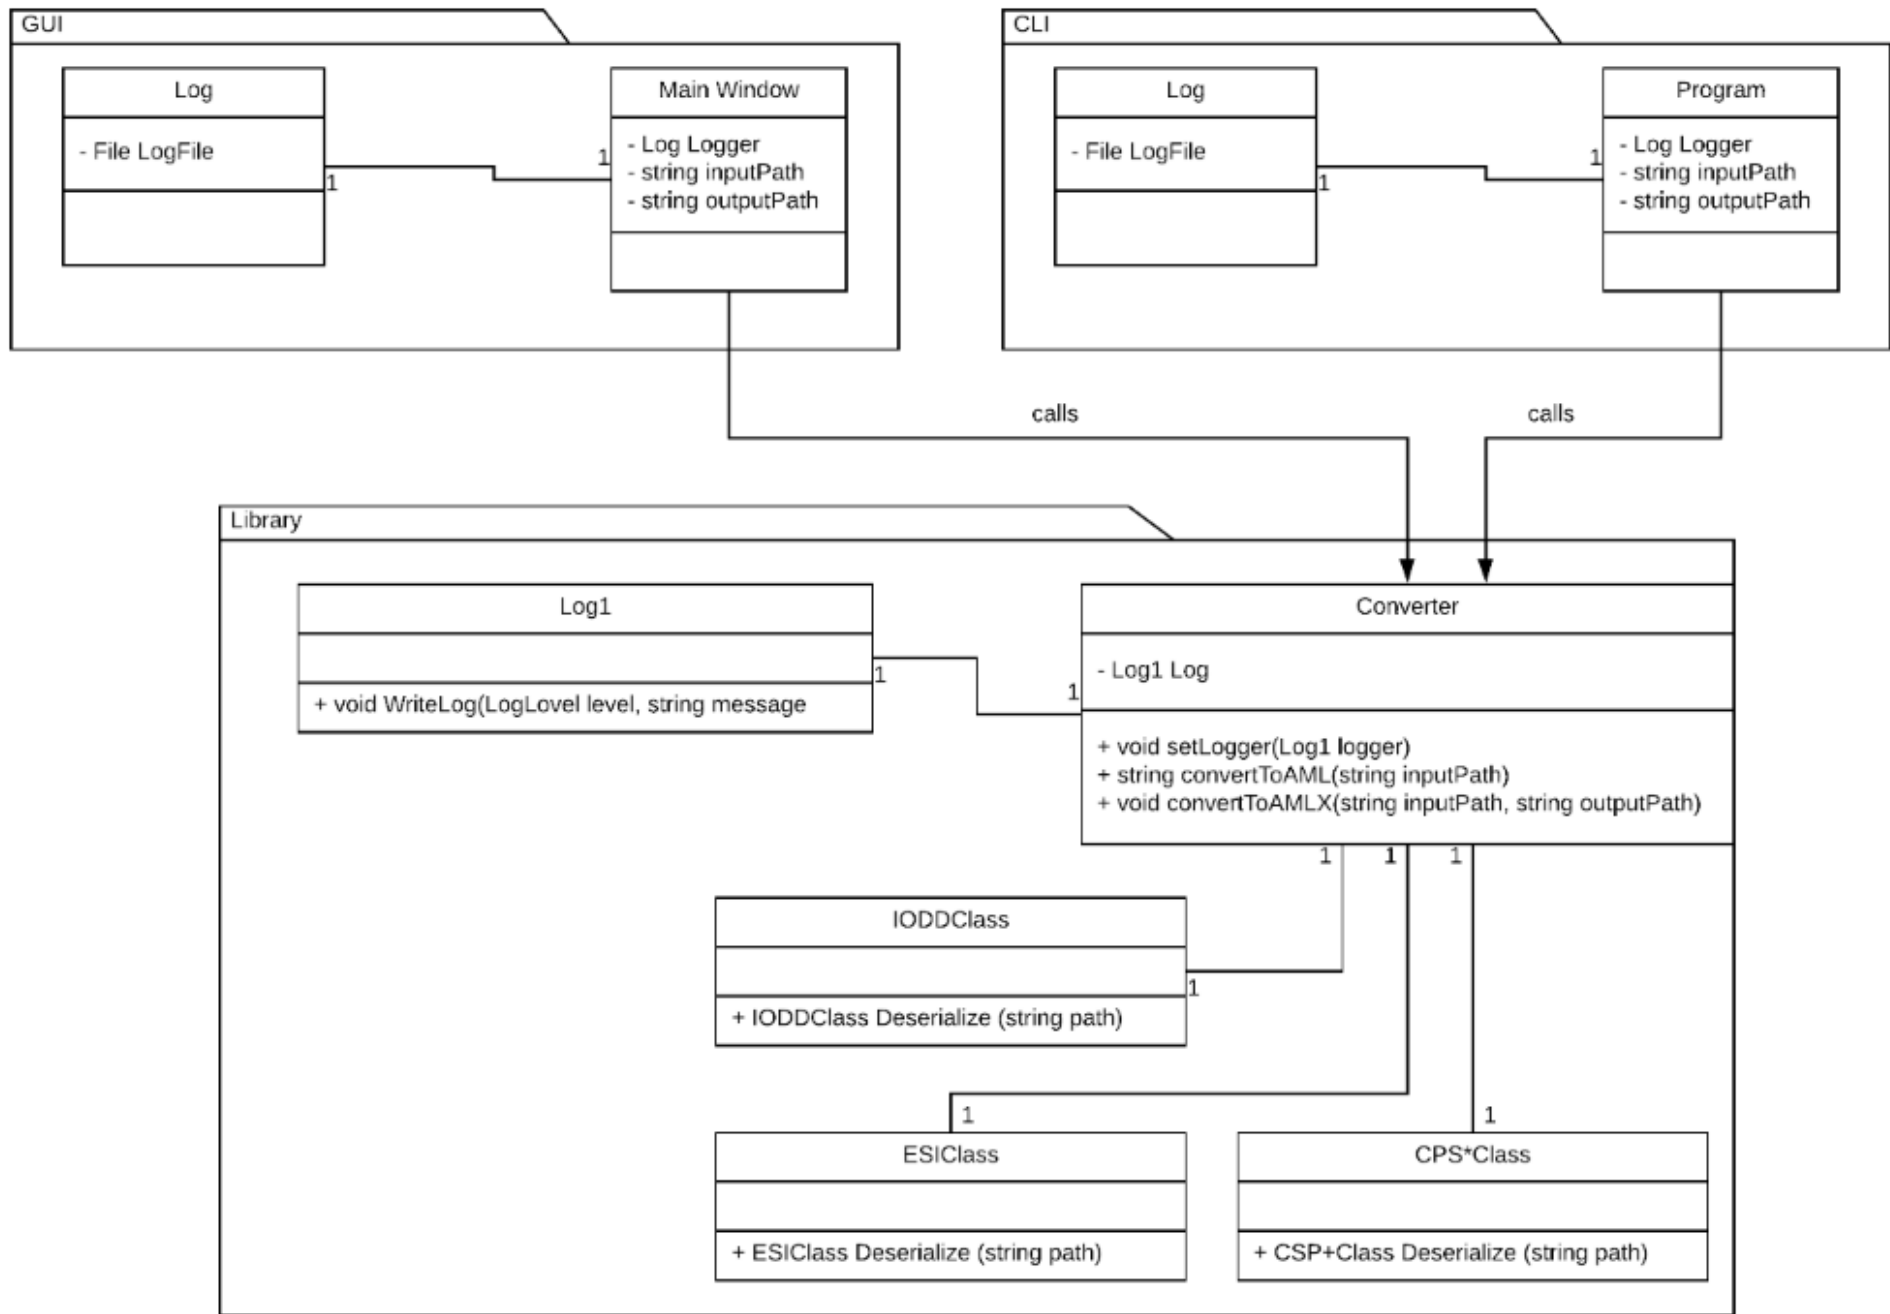 GUI
Log
- File LogFile
1
1
Main Window
- Log Logger
- string inputPath
- string outputPath
CLI
Log
- File LogFile
1
1
Program
- Log Logger
- string inputPath
- string outputPath
calls
calls
Library
Log1
+ void WriteLog(LogLovel level, string message
1
1
Converter
- Log1 Log
+ void setLogger(Log1 logger)
+ string convertToAML(string inputPath)
+ void convertToAMLX(string inputPath, string outputPath)
1
1
1
IODDClass
+ IODDClass Deserialize (string path)
1
1
ESIClass
+ ESIClass Deserialize (string path)
1
CPS*Class
+ CSP+Class Deserialize (string path)